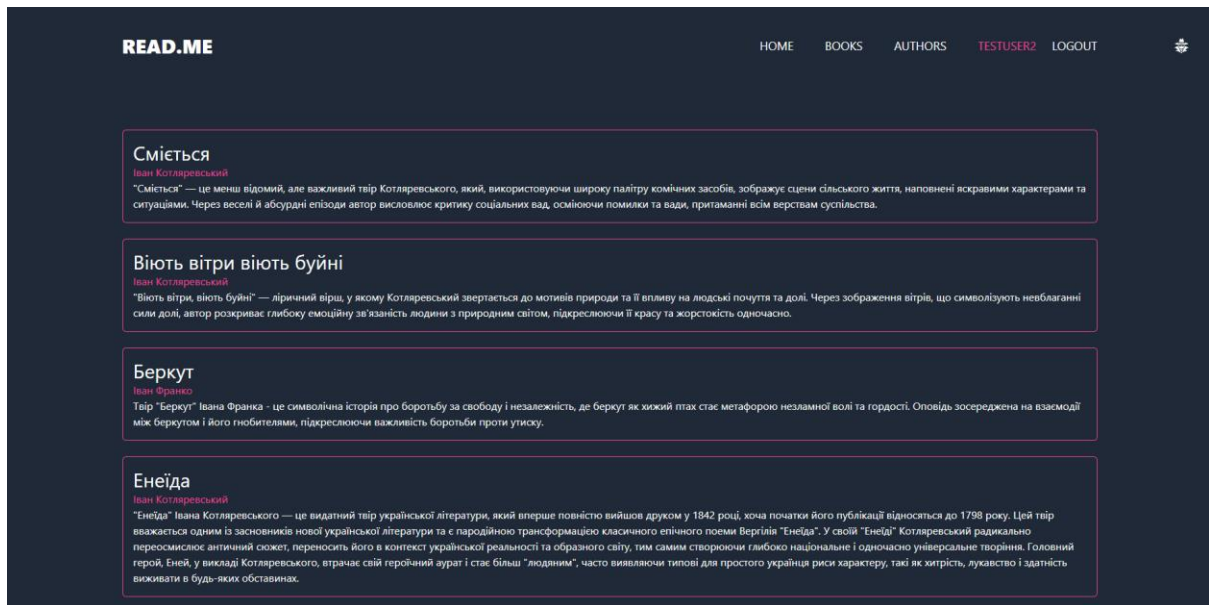 READ.ME
HOME BOOKS AUTHORS TESTUSER2 LOGOUT
Сміється
Іван Котляревський
"Сміється" — це менш відомий, але важливий твір Котляревського, який, використовуючи широку палітру комічних засобів, зображує сцени сільського життя, наповнені яскравими характерами та
ситуаціями. Через веселі й абсурдні епізоди автор висловлює критику соціальних вад, осміюючи помилки та вади, притаманні всім верствам суспільства.
Віють вітри віють буйні
Іван Котляревський
"Віють вітри, віють буйні" — ліричний вірш, у якому Котляревський звертається до мотивів природи та її впливу на людські почуття та долі. Через зображення вітрів, що символізують невблаганні
сили долі, автор розкриває глибоку емоційну зв'язаність людини з природним світом, підкреслюючи її красу та жорстокість одночасно.
Беркут
Іван Франко
Твір "Беркут" Івана Франка - це символічна історія про боротьбу за свободу і незалежність, де беркут як хижий птах стає метафорою незламної волі та гордості. Оповідь зосереджена на взаємодії
між беркутом і його гнобителями, підкреслюючи важливість боротьби проти утиску.
Енеїда
Іван Котляревський
"Енеїда" Івана Котляревського — це видатний твір української літератури, який вперше повністю вийшов друком у 1842 році, хоча початки його публікації відносяться до 1798 року. Цей твір
вважається одним із засновників нової української літератури та є пародійною трансформацією класичного епічного поеми Вергілія "Енеїда". У своїй "Енеїді" Котляревський радикально
переосмислює античний сюжет, переносить його в контекст української реальності та образного світу, тим самим створюючи глибоко національне і одночасно універсальне творіння. Головний
герой, Еней, у викладі Котляревського, втрачає свій героїчний аурат і стає більш "людяним", часто виявляючи типові для простого українця риси характеру, такі як хитрість, лукавство і здатність
виживати в будь-яких обставинах.